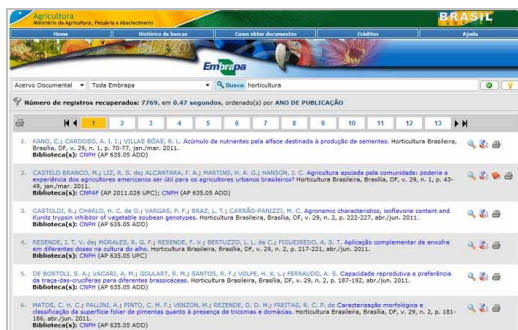 Agricultura
Ministério da Agricultura, Pecuária e Abastecimento
BRASIL
Home Histórico de buscas Como obter documentos Créditos Ajuda
BDP@
Embrapa
Acervo Documental Toda Embrapa Busca: horticultura
Número de registros recuperados: 7769, em 0.47 segundos, ordenado(s) por ANO DE PUBLICAÇÃO
1 2 3 4 5 6 7 8 9 10 11 12 13
1. KANO, C.; CARDOSO, A. I. I.; VILLAS BÔAS, R. L. Acúmulo de nutrientes pela alface destinada à produção de sementes. Horticultura Brasileira,
Brasília, DF, v. 29, n. 1, p. 70-77, jan./mar. 2011.
Biblioteca(s): CNPH (AP 635.05 ADD)
2. CASTELO BRANCO, M.; LIZ, R. S. de; ALCANTARA, F. A.; MARTINS, H. A. G.; HANSON, J. C. Agricultura apoiada pela comunidade: poderia a
experiência dos agricultores americanos ser útil para os agricultores urbanos brasileiros? Horticultura Brasileira, Brasília, DF, v. 29, n. 1, p. 43-
49, jan./mar. 2011.
Biblioteca(s): CNPAF (AP 2011.026 UPC); CNPH (AP 635.05 ADD)
3. CASTOLDI, R.; CHARLO, H. C. de O.; VARGAS, P. F.; BRAZ, L. T.; CARRÃO-PANIZZI, M. C. Agronomic characteristics, isoflavone content and
Kunitz trypsin inhibitor of vegetable soybean genotypes. Horticultura Brasileira, Brasília, DF, v. 29, n. 2, p. 222-227, abr./jun. 2011.
Biblioteca(s): CNPH (AP 635.05 ADD)
4. RESENDE, J. T. V. de; MORALES, R. G. F.; RESENDE, F. V.; BERTUZZO, L. L. da C.; FIGUEIREDO, A. S. T. Aplicação complementar de enxofre
em diferentes doses na cultura do alho. Horticultura Brasileira, Brasília, DF, v. 29, n. 2, p. 217-221, abr./jun. 2011.
Biblioteca(s): CNPH (AP 635.05 UPC)
5. DE BORTOLI, S. A.; VACARI, A. M.; GOULART, R. M.; SANTOS, R. F.; VOLPE, H. X. L.; FERRAUDO, A. S. Capacidade reprodutiva e preferência
da traça-das-crucíferas para diferentes brassicáceas. Horticultura Brasileira, Brasília, DF, v. 29, n. 2, p. 187-192, abr./jun. 2011.
Biblioteca(s): CNPH (AP 635.05 ADD)
6. MATOS, C. H. C.; PALLINI, A.; PINTO, C. M. F.; VENZON, M.; REZENDE, D. D. M.; FREITAS, R. C. P. de Caracterização morfológica e
classificação da superfície foliar de pimentas quanto à presença de tricomas e domácias. Horticultura Brasileira, Brasília, DF, v. 29, n. 2, p. 181-
186, abr./jun. 2011.
Biblioteca(s): CNPH (AP 635.05 ADD)